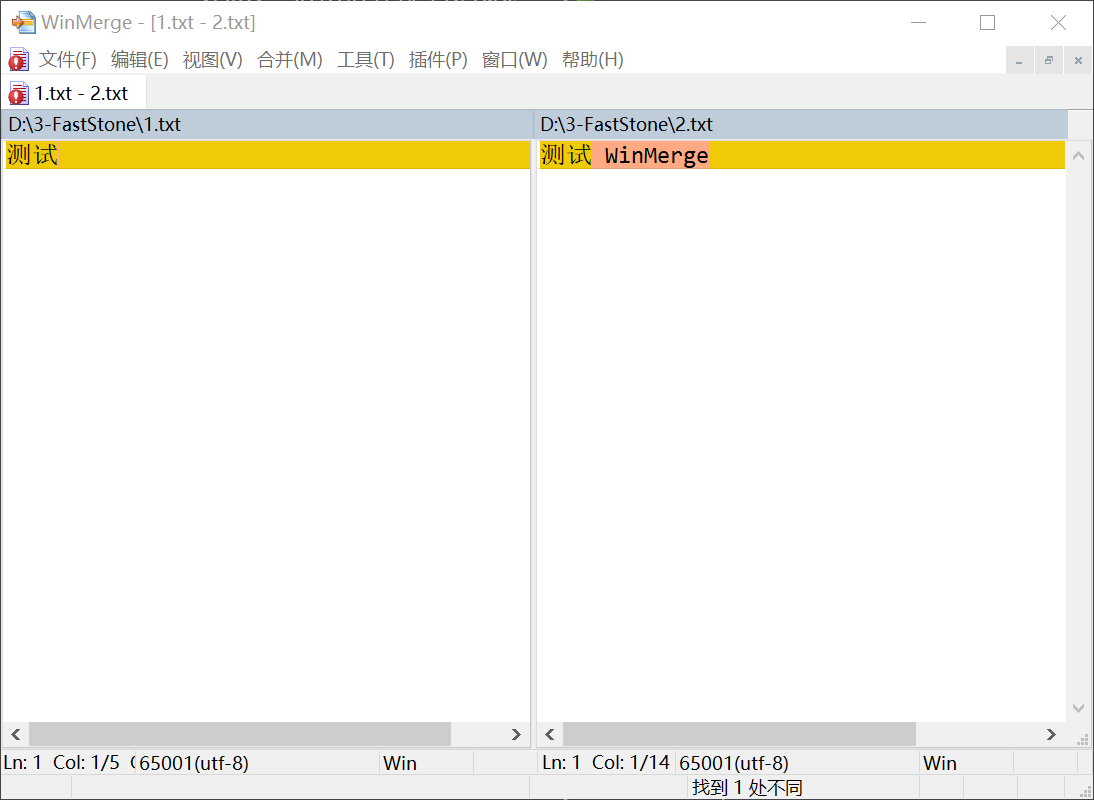 WinMerge - [1.txt - 2.txt]
文件(F) 编辑(E) 视图(V) 合并(M) 工具(T) 插件(P) 窗口(W) 帮助(H)
1.txt - 2.txt
D:\3-FastStone\1.txt
D:\3-FastStone\2.txt
测试
测试 WinMerge
Ln: 1 Col: 1/5 65001(utf-8) Win
Ln: 1 Col: 1/14 65001(utf-8) Win
找到 1 处不同